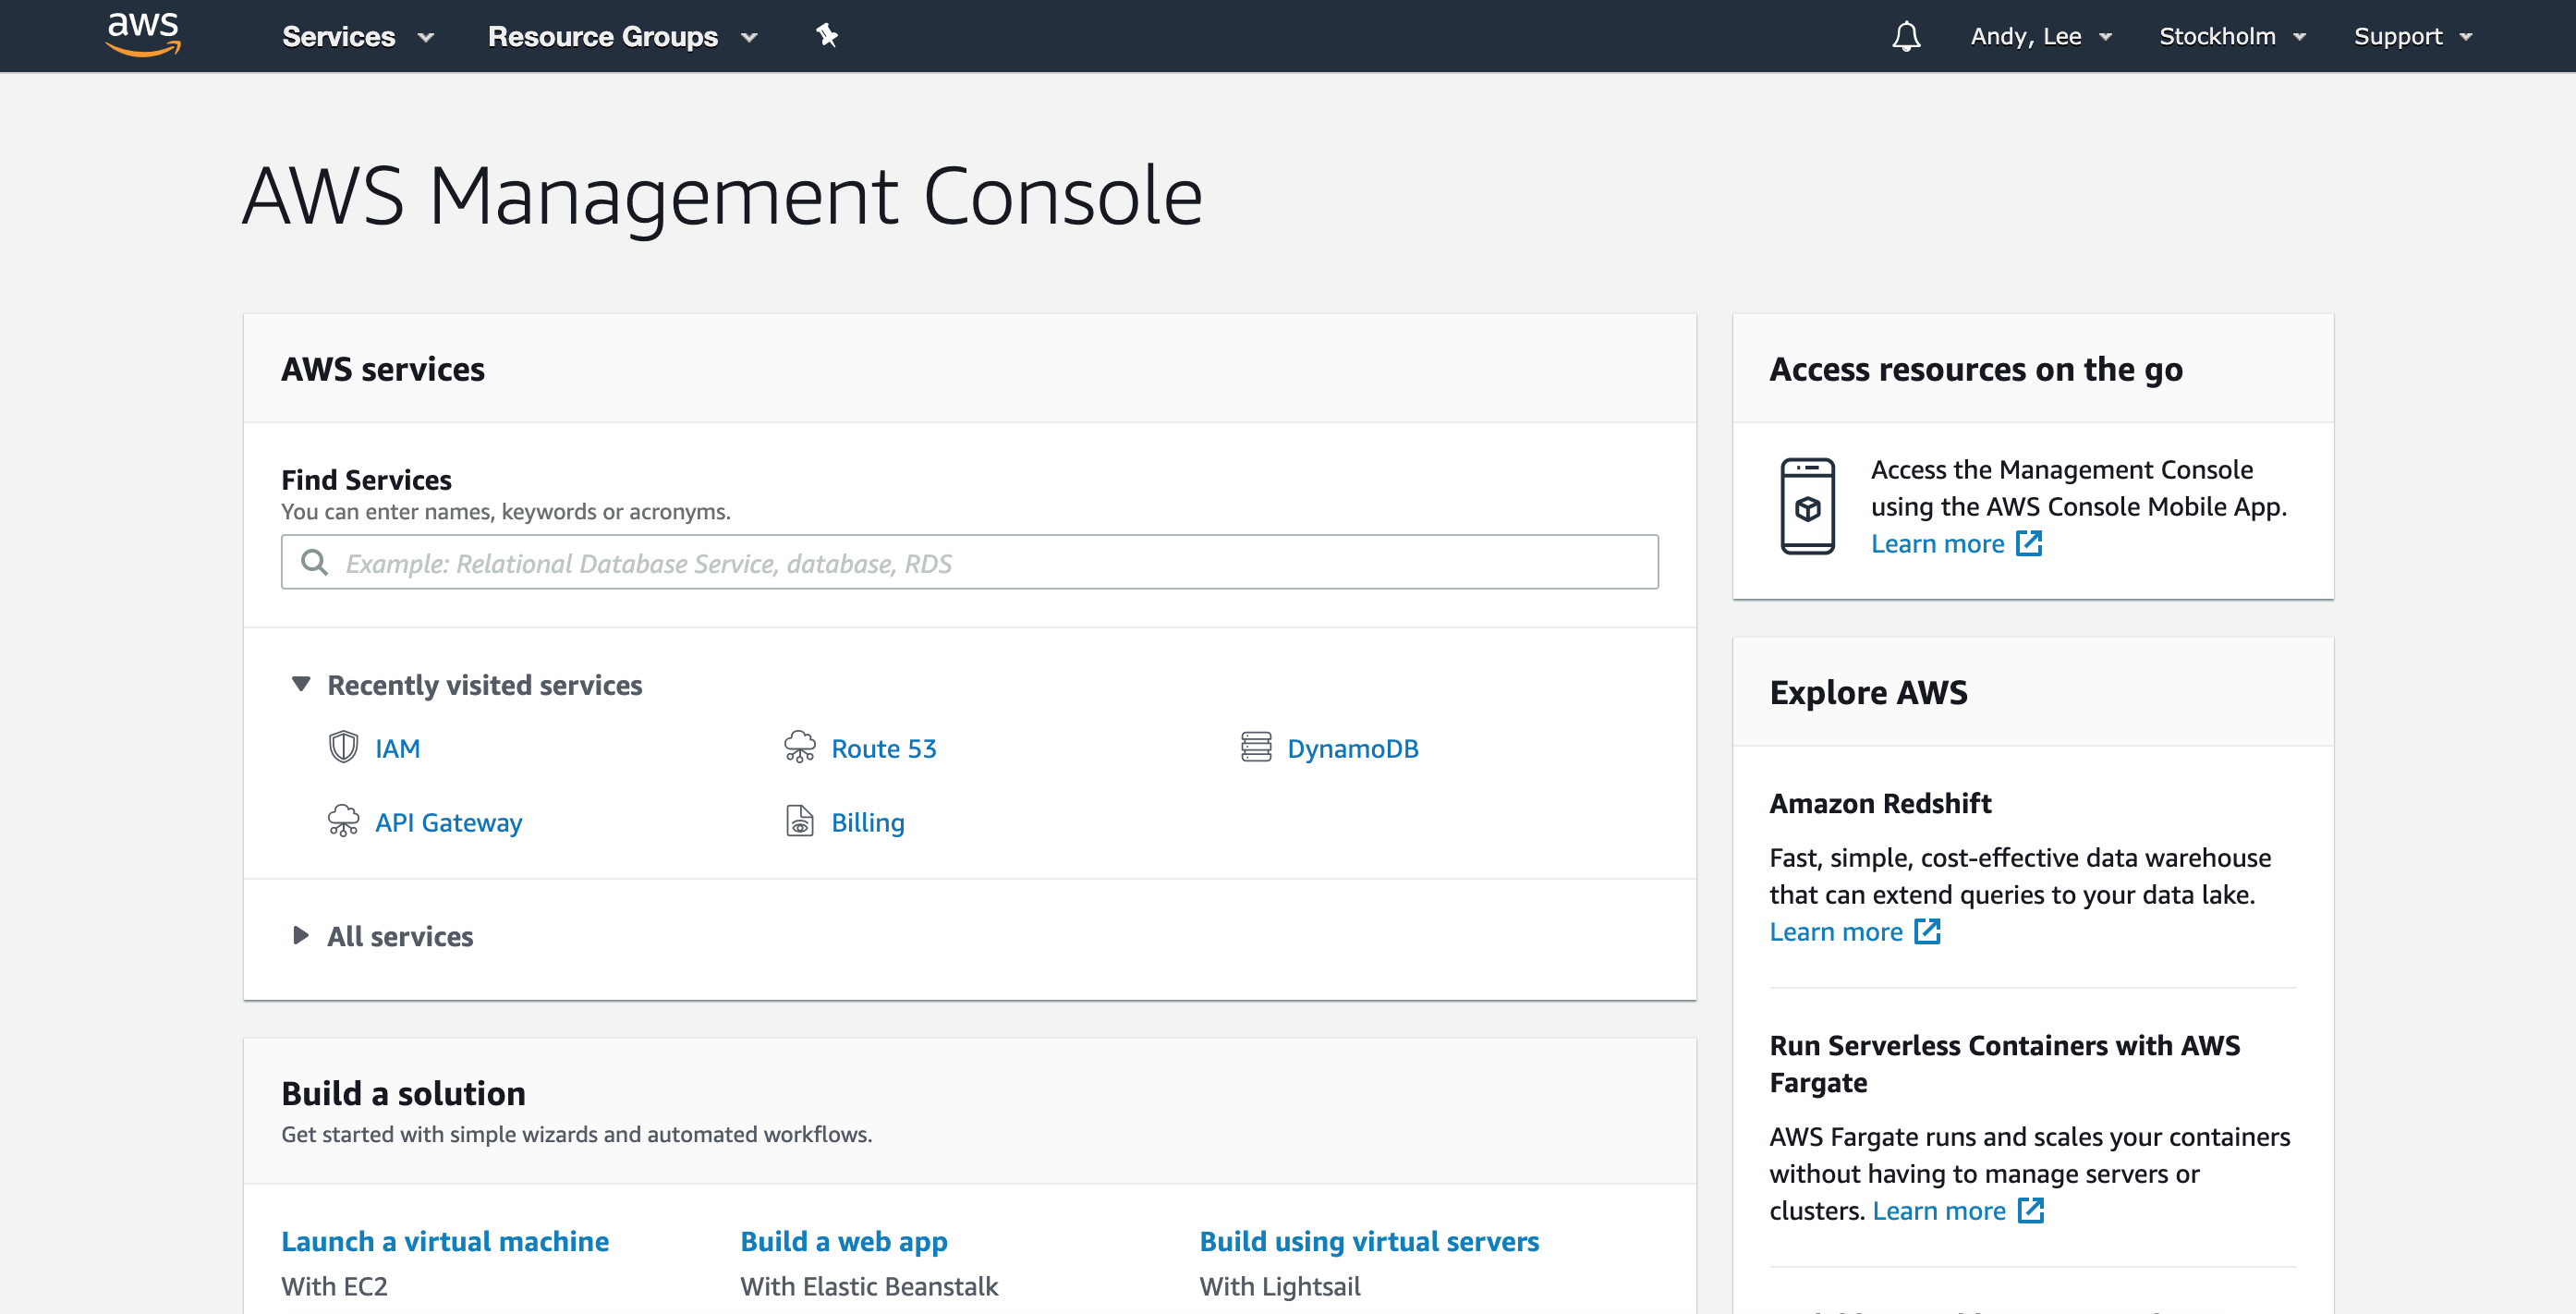 aws
Services
Resource Groups
Andy, Lee
Stockholm
Support
AWS Management Console
AWS services
Find Services
You can enter names, keywords or acronyms.
Example: Relational Database Service, database, RDS
Recently visited services
IAM
Route 53
DynamoDB
API Gateway
Billing
All services
Build a solution
Get started with simple wizards and automated workflows.
Launch a virtual machine
With EC2
Build a web app
With Elastic Beanstalk
Build using virtual servers
With Lightsail
Access resources on the go
Access the Management Console
using the AWS Console Mobile App.
Learn more
Explore AWS
Amazon Redshift
Fast, simple, cost-effective data warehouse
that can extend queries to your data lake.
Learn more
Run Serverless Containers with AWS
Fargate
AWS Fargate runs and scales your containers
without having to manage servers or
clusters. Learn more